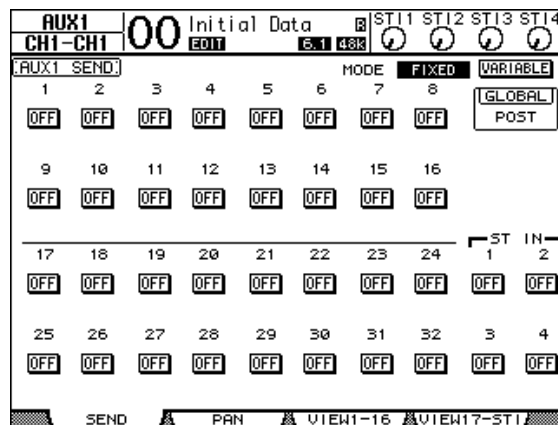 AUX1 00 Initial Data R STI1 STI2 STI3 STI4
CH1-CH1 EDIT 6.1 48k
AUX1 SEND MODE FIXED VARIABLE
1 2 3 4 5 6 7 8 GLOBAL
OFF OFF OFF OFF OFF OFF OFF OFF POST
9 10 11 12 13 14 15 16
OFF OFF OFF OFF OFF OFF OFF OFF
ST IN
17 18 19 20 21 22 23 24 1 2
OFF OFF OFF OFF OFF OFF OFF OFF OFF OFF
25 26 27 28 29 30 31 32 3 4
OFF OFF OFF OFF OFF OFF OFF OFF OFF OFF
SEND PAN VIEW1-16 VIEW17-STI